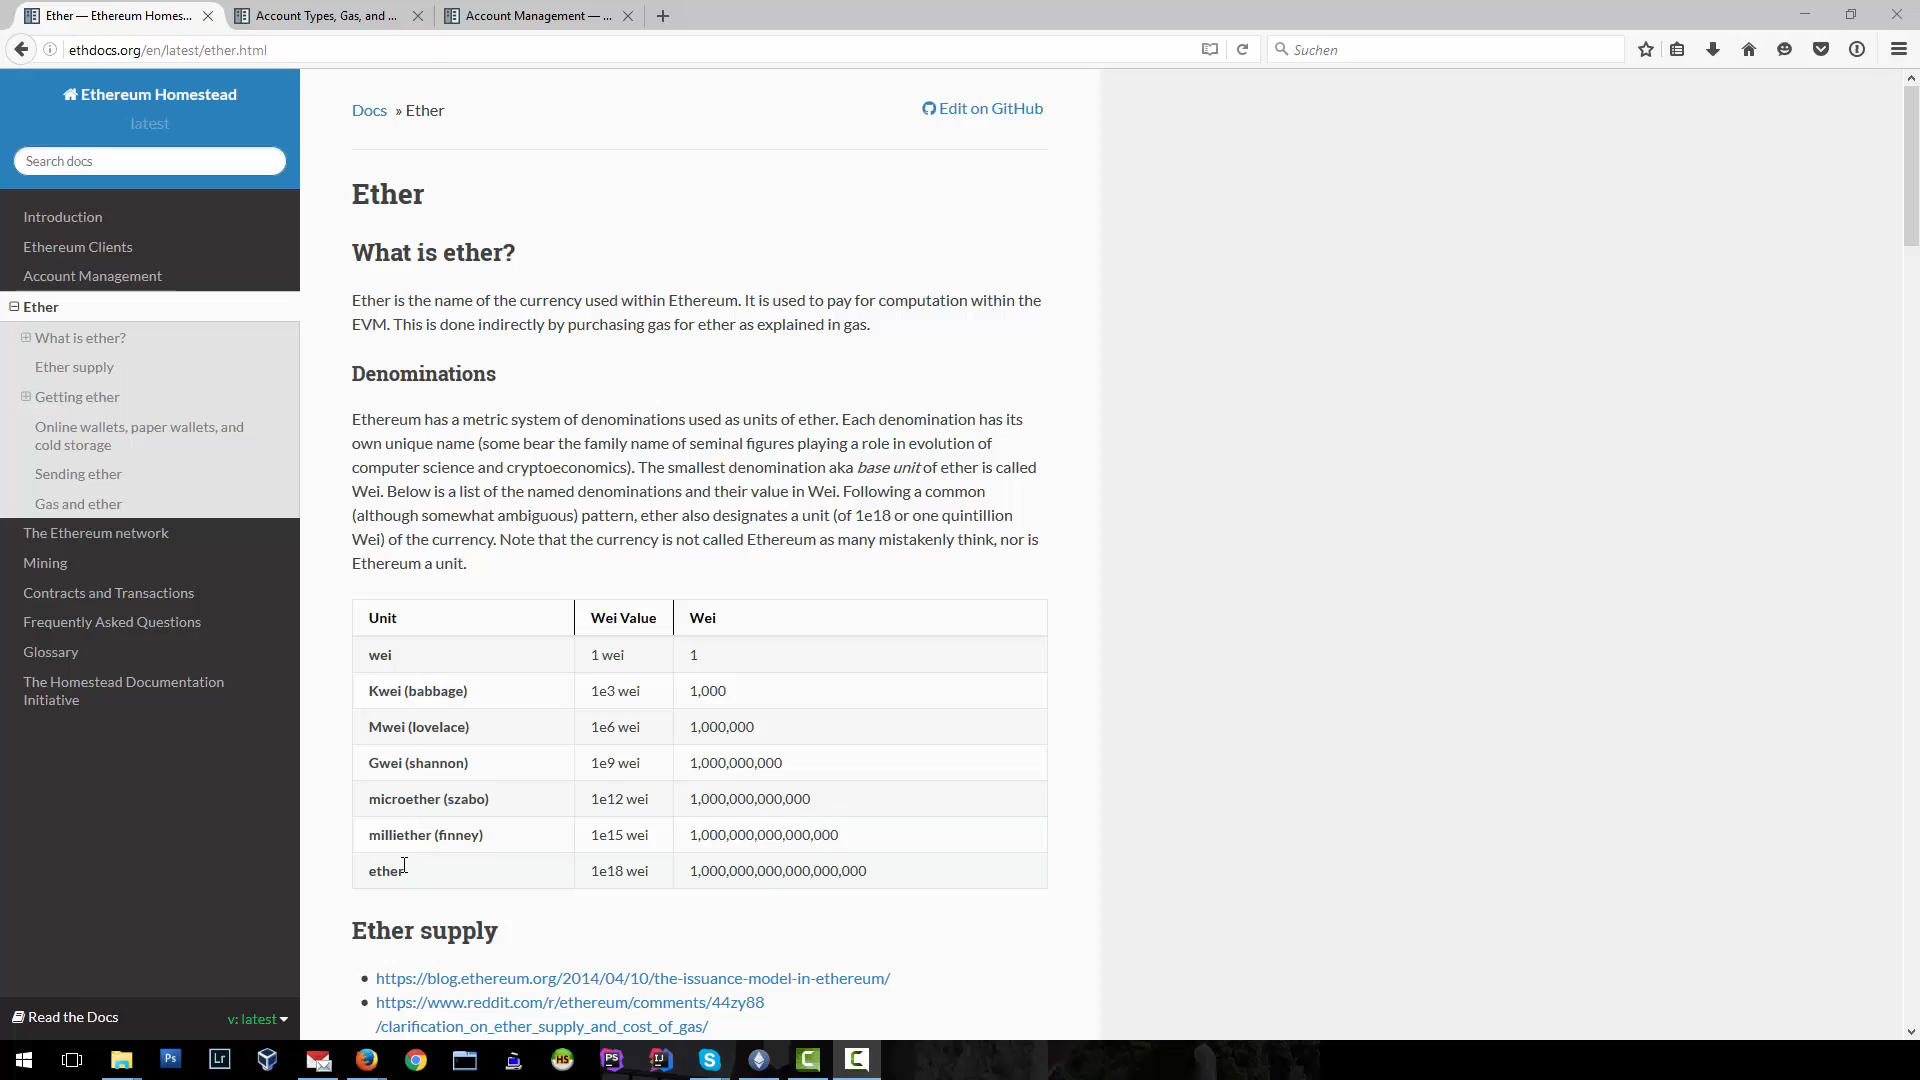 Ether — Ethereum Homes...
Account Types, Gas, and ...
Account Management — ...
ethdocs.org/en/latest/ether.html
Suchen
Ethereum Homestead
latest
Search docs
Introduction
Ethereum Clients
Account Management
Ether
What is ether?
Ether supply
Getting ether
Online wallets, paper wallets, and
cold storage
Sending ether
Gas and ether
The Ethereum network
Mining
Contracts and Transactions
Frequently Asked Questions
Glossary
The Homestead Documentation
Initiative
Read the Docs
v: latest
Docs » Ether
Edit on GitHub
Ether
What is ether?
Ether is the name of the currency used within Ethereum. It is used to pay for computation within the
EVM. This is done indirectly by purchasing gas for ether as explained in gas.
Denominations
Ethereum has a metric system of denominations used as units of ether. Each denomination has its
own unique name (some bear the family name of seminal figures playing a role in evolution of
computer science and cryptoeconomics). The smallest denomination aka base unit of ether is called
Wei. Below is a list of the named denominations and their value in Wei. Following a common
(although somewhat ambiguous) pattern, ether also designates a unit (of 1e18 or one quintillion
Wei) of the currency. Note that the currency is not called Ethereum as many mistakenly think, nor is
Ethereum a unit.
Unit Wei Value Wei
wei 1 wei 1
Kwei (babbage) 1e3 wei 1,000
Mwei (lovelace) 1e6 wei 1,000,000
Gwei (shannon) 1e9 wei 1,000,000,000
microether (szabo) 1e12 wei 1,000,000,000,000
milliether (finney) 1e15 wei 1,000,000,000,000,000
ether 1e18 wei 1,000,000,000,000,000,000
Ether supply
https://blog.ethereum.org/2014/04/10/the-issuance-model-in-ethereum/
https://www.reddit.com/r/ethereum/comments/44zy88
/clarification_on_ether_supply_and_cost_of_gas/
Ps
Lr
HS
PS
IJ